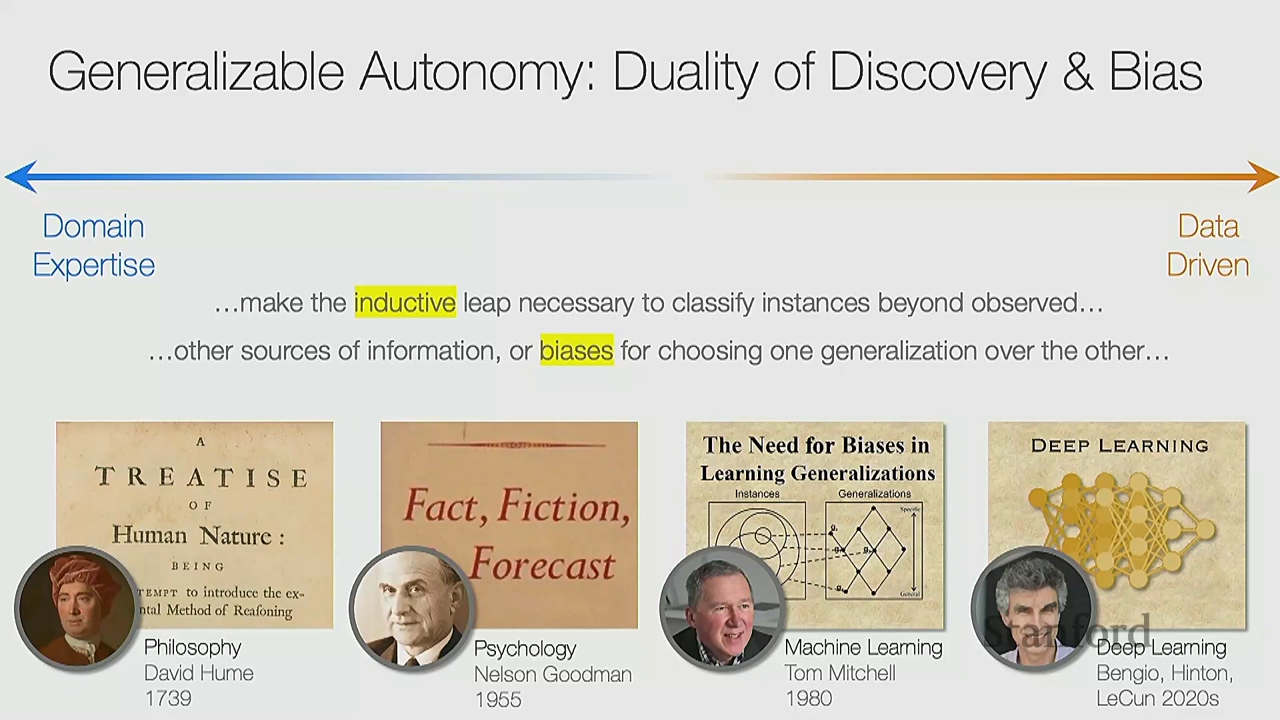 Generalizable Autonomy: Duality of Discovery & Bias
Domain
Expertise
Data
Driven
…make the inductive leap necessary to classify instances beyond observed…
…other sources of information, or biases for choosing one generalization over the other…
A
TREATISE
OF
Human Nature :
BEING
TEMPT to introduce the ex-
ntal Method of Reaſoning
Philosophy
David Hume
1739
Fact, Fiction,
Forecast
Psychology
Nelson Goodman
1955
The Need for Biases in
Learning Generalizations
Instances
Generalizations
Specific
General
Machine Learning
Tom Mitchell
1980
DEEP LEARNING
Stanford
Deep Learning
Bengio, Hinton,
LeCun 2020s